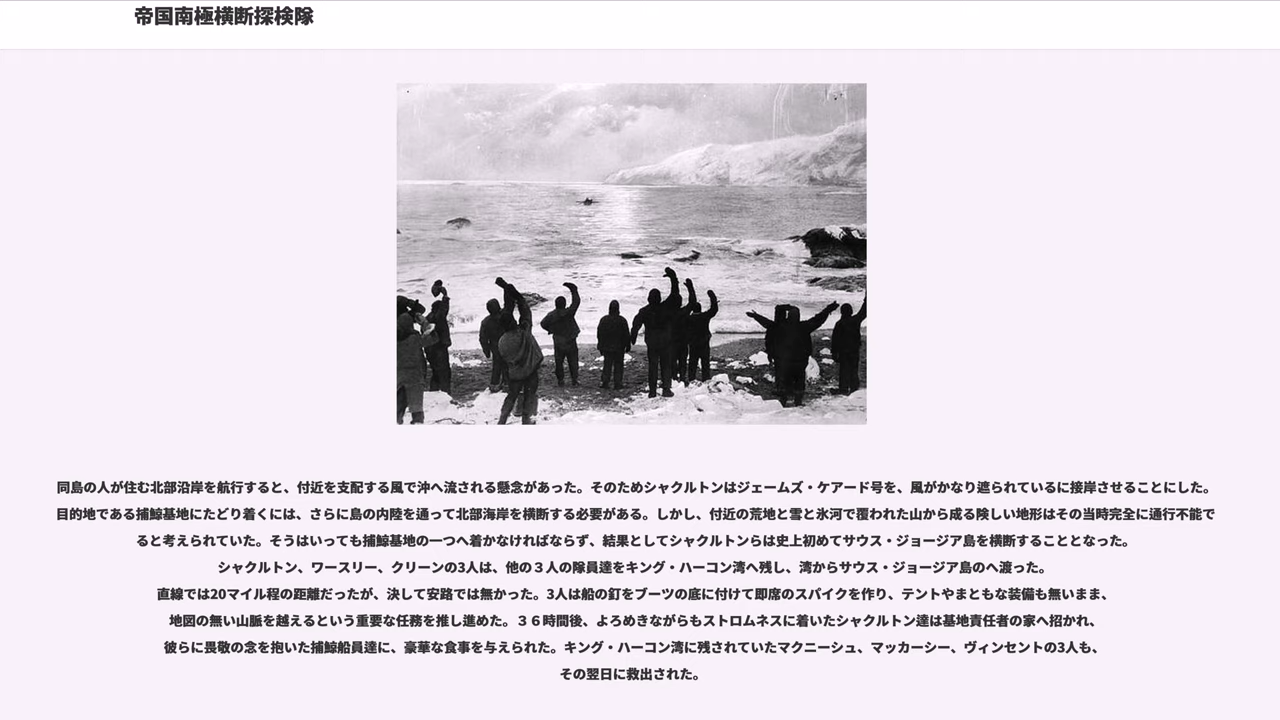 帝国南極横断探検隊
同島の人が住む北部沿岸を航行すると、付近を支配する風で沖へ流される懸念があった。そのためシャクルトンはジェームズ・ケアード号を、風がかなり遮られているに接岸させることにした。
目的地である捕鯨基地にたどり着くには、さらに島の内陸を通って北部海岸を横断する必要がある。しかし、付近の荒地と雪と氷河で覆われた山から成る険しい地形はその当時完全に通行不能で
ると考えられていた。そうはいっても捕鯨基地の一つへ着かなければならず、結果としてシャクルトンらは史上初めてサウス・ジョージア島を横断することとなった。
シャクルトン、ワースリー、クリーンの3人は、他の３人の隊員達をキング・ハーコン湾へ残し、湾からサウス・ジョージア島のへ渡った。
直線では20マイル程の距離だったが、決して安路では無かった。3人は船の釘をブーツの底に付けて即席のスパイクを作り、テントやまともな装備も無いまま、
地図の無い山脈を越えるという重要な任務を推し進めた。３６時間後、よろめきながらもストロムネスに着いたシャクルトン達は基地責任者の家へ招かれ、
彼らに畏敬の念を抱いた捕鯨船員達に、豪華な食事を与えられた。キング・ハーコン湾に残されていたマクニーシュ、マッカーシー、ヴィンセントの3人も、
その翌日に救出された。